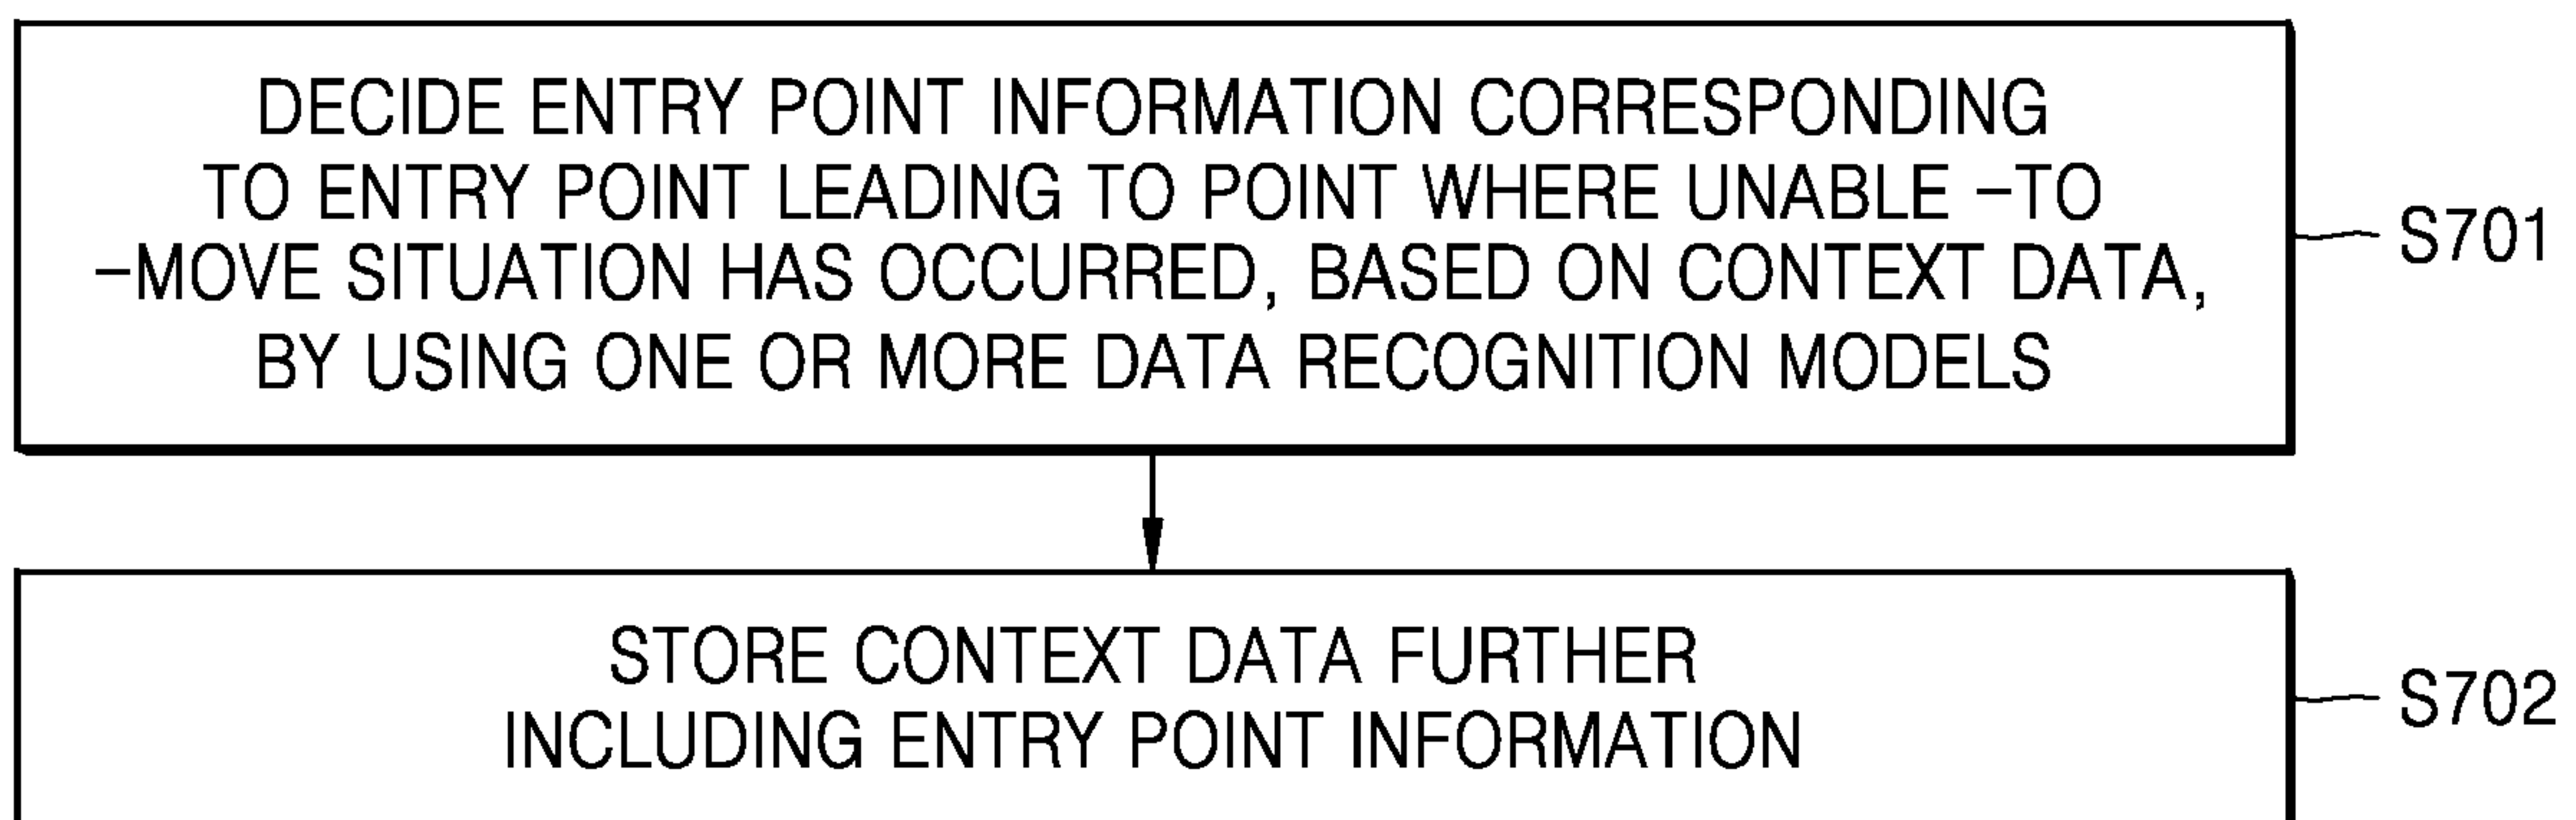 DECIDE ENTRY POINT INFORMATION CORRESPONDING
TO ENTRY POINT LEADING TO POINT WHERE UNABLE –TO
–MOVE SITUATION HAS OCCURRED, BASED ON CONTEXT DATA,
BY USING ONE OR MORE DATA RECOGNITION MODELS
S701
STORE CONTEXT DATA FURTHER
INCLUDING ENTRY POINT INFORMATION
S702